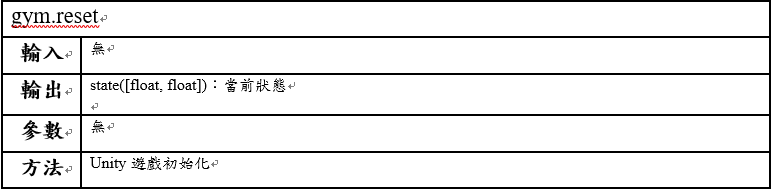 gym.reset
輸入 無
輸出 state([float, float])：當前狀態
參數 無
方法 Unity 遊戲初始化